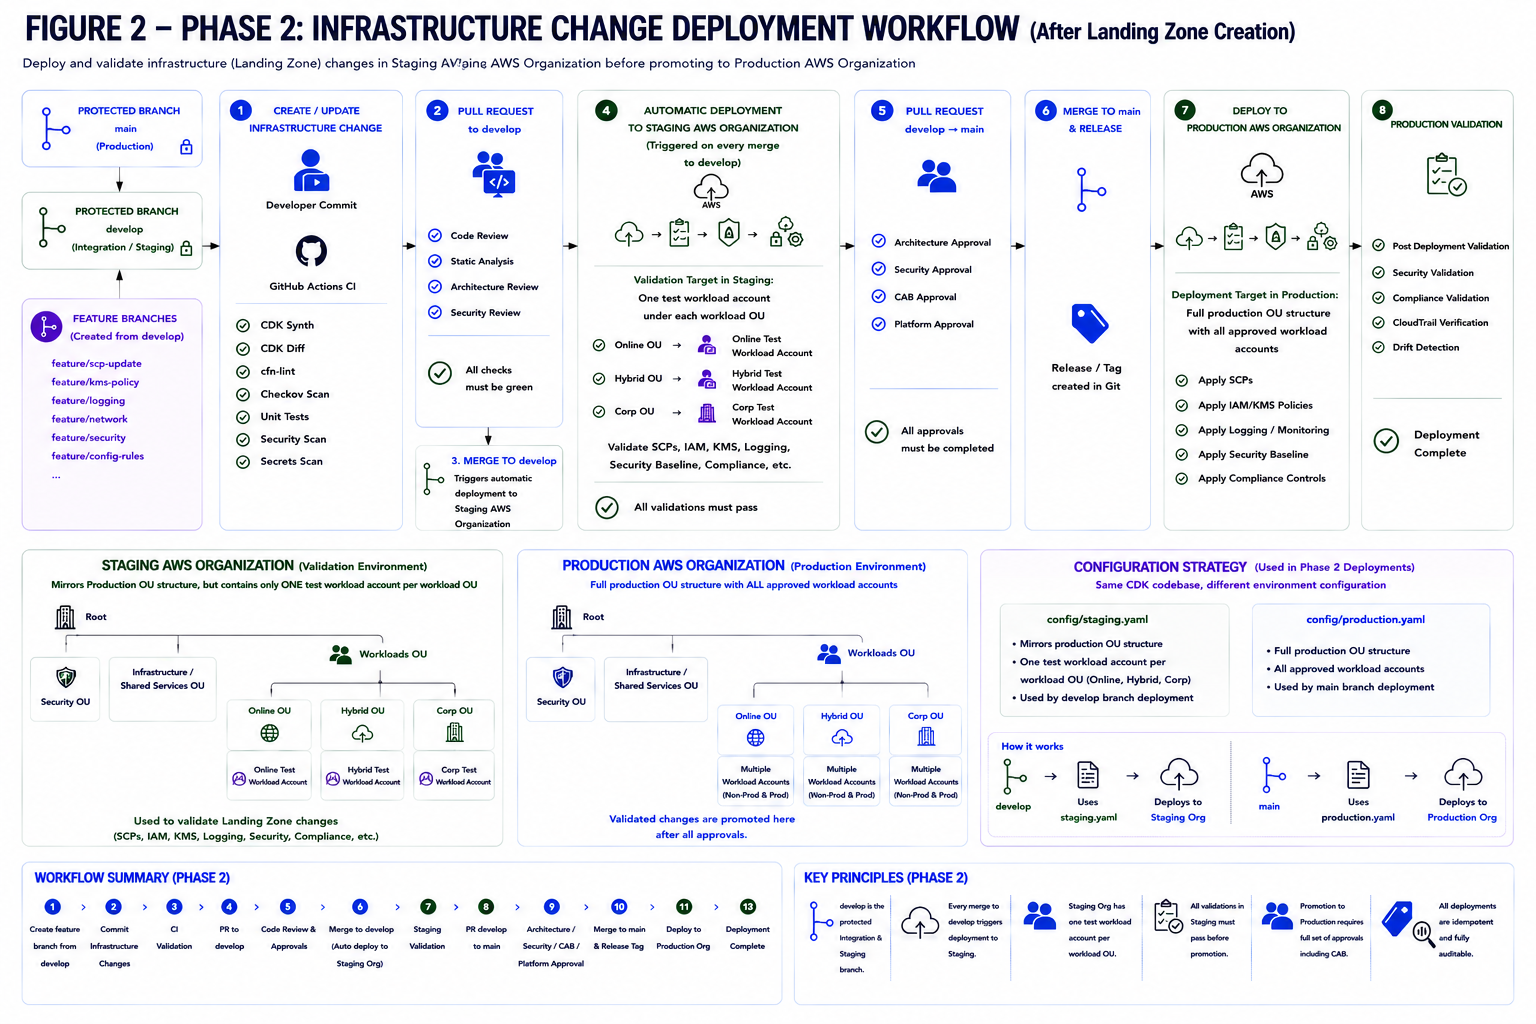 FIGURE 2 – PHASE 2: INFRASTRUCTURE CHANGE DEPLOYMENT WORKFLOW (After Landing Zone Creation)
Deploy and validate infrastructure (Landing Zone) changes in Staging AWS Organization before promoting to Production AWS Organization
PROTECTED BRANCH
main
(Production)
PROTECTED BRANCH
develop
(Integration / Staging)
FEATURE BRANCHES
(Created from develop)
feature/scp-update
feature/kms-policy
feature/logging
feature/network
feature/security
feature/config-rules
...
1
CREATE / UPDATE
INFRASTRUCTURE CHANGE
Developer Commit
GitHub Actions CI
CDK Synth
CDK Diff
cfn-lint
Checkov Scan
Unit Tests
Security Scan
Secrets Scan
2
PULL REQUEST
to develop
Code Review
Static Analysis
Architecture Review
Security Review
All checks
must be green
3. MERGE TO develop
Triggers automatic
deployment to
Staging AWS
Organization
4
AUTOMATIC DEPLOYMENT
TO STAGING AWS ORGANIZATION
(Triggered on every merge
to develop)
AWS
Validation Target in Staging:
One test workload account
under each workload OU
Online OU
Online Test
Workload Account
Hybrid OU
Hybrid Test
Workload Account
Corp OU
Corp Test
Workload Account
Validate SCPs, IAM, KMS, Logging,
Security Baseline, Compliance, etc.
All validations must pass
5
PULL REQUEST
develop → main
Architecture Approval
Security Approval
CAB Approval
Platform Approval
All approvals
must be completed
6
MERGE TO main
& RELEASE
Release / Tag
created in Git
7
DEPLOY TO
PRODUCTION AWS ORGANIZATION
AWS
Deployment Target in Production:
Full production OU structure
with all approved workload
accounts
Apply SCPs
Apply IAM/KMS Policies
Apply Logging / Monitoring
Apply Security Baseline
Apply Compliance Controls
8
PRODUCTION VALIDATION
Post Deployment Validation
Security Validation
Compliance Validation
CloudTrail Verification
Drift Detection
Deployment
Complete
STAGING AWS ORGANIZATION (Validation Environment)
Mirrors Production OU structure, but contains only ONE test workload account per workload OU
Root
Workloads OU
Security OU
Infrastructure /
Shared Services OU
Online OU
Hybrid OU
Corp OU
Online Test
Workload Account
Hybrid Test
Workload Account
Corp Test
Workload Account
Used to validate Landing Zone changes
(SCPs, IAM, KMS, Logging, Security, Compliance, etc.)
PRODUCTION AWS ORGANIZATION (Production Environment)
Full production OU structure with ALL approved workload accounts
Root
Workloads OU
Security OU
Infrastructure /
Shared Services OU
Online OU
Hybrid OU
Corp OU
Multiple
Workload Accounts
(Non-Prod & Prod)
Multiple
Workload Accounts
(Won-Prod & Prod)
Multiple
Workload Accounts
(Non-Prod & Prod)
Validated changes are promoted here
after all approvals.
CONFIGURATION STRATEGY (Used in Phase 2 Deployments)
Same CDK codebase, different environment configuration
config/staging.yaml
• Mirrors production OU structure
• One test workload account per
workload OU (Online, Hybrid, Corp)
• Used by develop branch deployment
config/production.yaml
• Full production OU structure
• All approved workload accounts
• Used by main branch deployment
How it works
develop
Uses
staging.yaml
Deploys to
Staging Org
main
Uses
production.yaml
Deploys to
Production Org
WORKFLOW SUMMARY (PHASE 2)
1
Create feature
branch from
develop
2
Commit
Infrastructure
Changes
3
CI
Validation
4
PR to
develop
5
Code Review &
Approvals
6
Merge to develop
(Auto deploy to
Staging Org)
7
Staging
Validation
8
PR develop
to main
9
Architecture /
Security / CAB /
Platform Approval
10
Merge to main
& Release Tag
11
Deploy to
Production Org
13
Deployment
Complete
KEY PRINCIPLES (PHASE 2)
develop is the
protected
Integration &
Staging
branch.
Every merge to
develop triggers
deployment to
Staging.
Staging Org has
one test workload
account per
workload OU.
All validations in
Staging must
pass before
promotion.
Promotion to
Production requires
full set of approvals
including CAB.
All deployments
are idempotent
and fully
auditable.